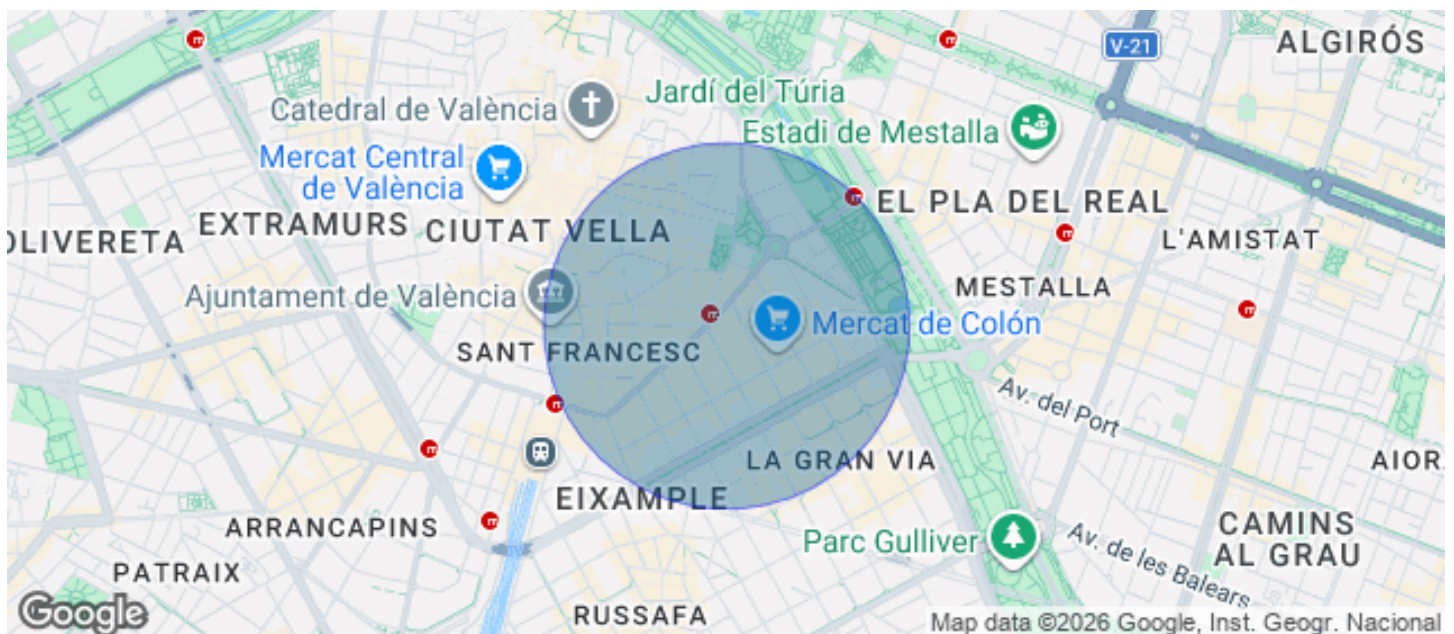 V-21
ALGIRÓS
Catedral de València
Jardí del Túria
Estadi de Mestalla
Mercat Central
de València
EXTRAMURS
CIUTAT VELLA
EL PLA DEL REAL
OLIVERETA
L'AMISTAT
Ajuntament de València
MESTALLA
Mercat de Colón
SANT FRANCESC
Av. del Port
LA GRAN VIA
AIOR
EIXAMPLE
ARRANCAPINS
Parc Gulliver
CAMINS
AL GRAU
Av. de les Balears
PATRAIX
RUSSAFA
Google
Map data ©2026 Google, Inst. Geogr. Nacional